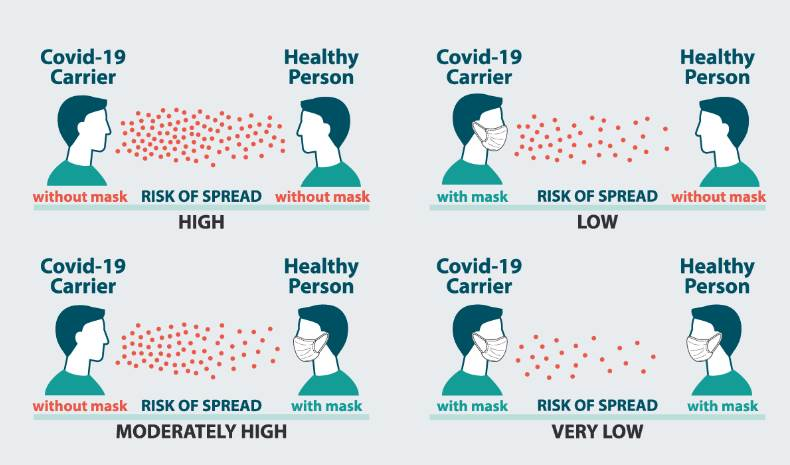 Covid-19 Carrier
Healthy Person
without mask RISK OF SPREAD without mask
HIGH
Covid-19 Carrier
Healthy Person
with mask RISK OF SPREAD without mask
LOW
Covid-19 Carrier
Healthy Person
without mask RISK OF SPREAD with mask
MODERATELY HIGH
Covid-19 Carrier
Healthy Person
with mask RISK OF SPREAD with mask
VERY LOW